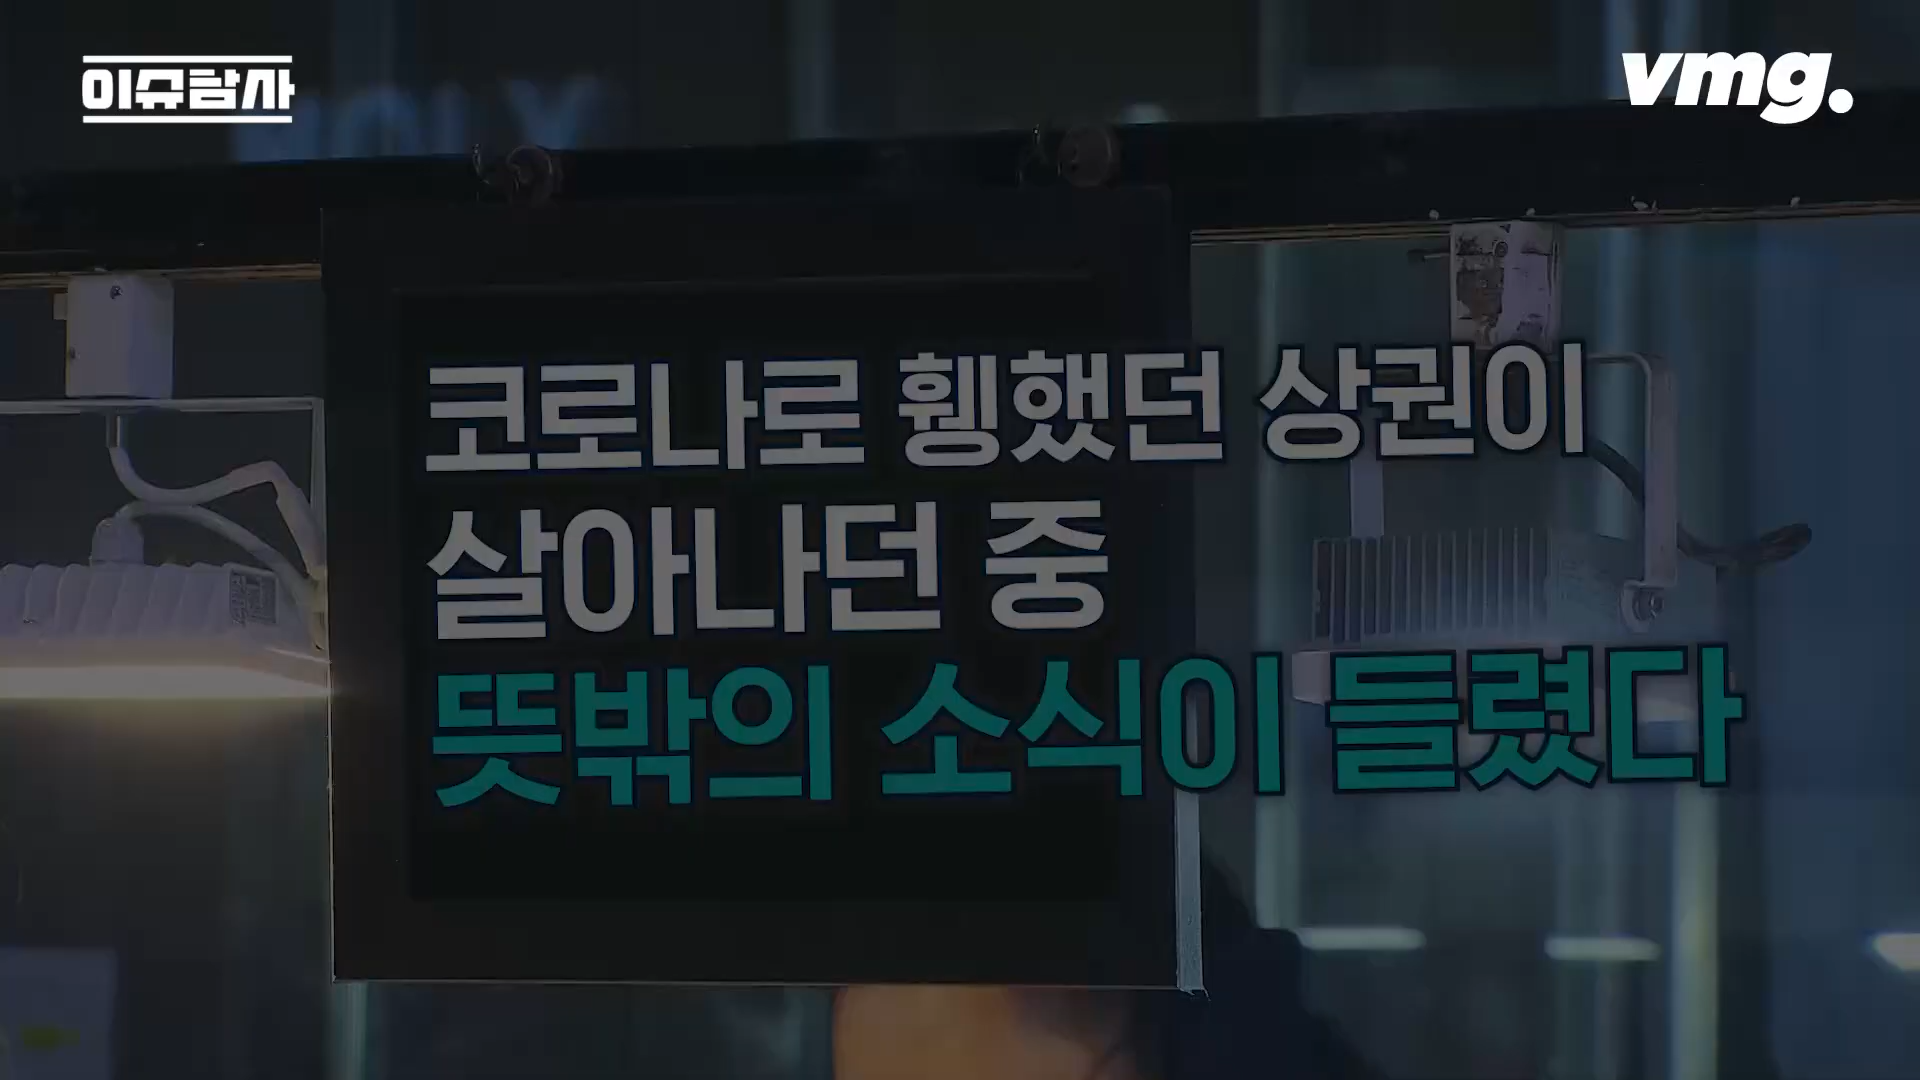 이슈탐사
vmg.
코로나로 휑했던 상권이
살아나던 중
뜻밖의 소식이 들렸다